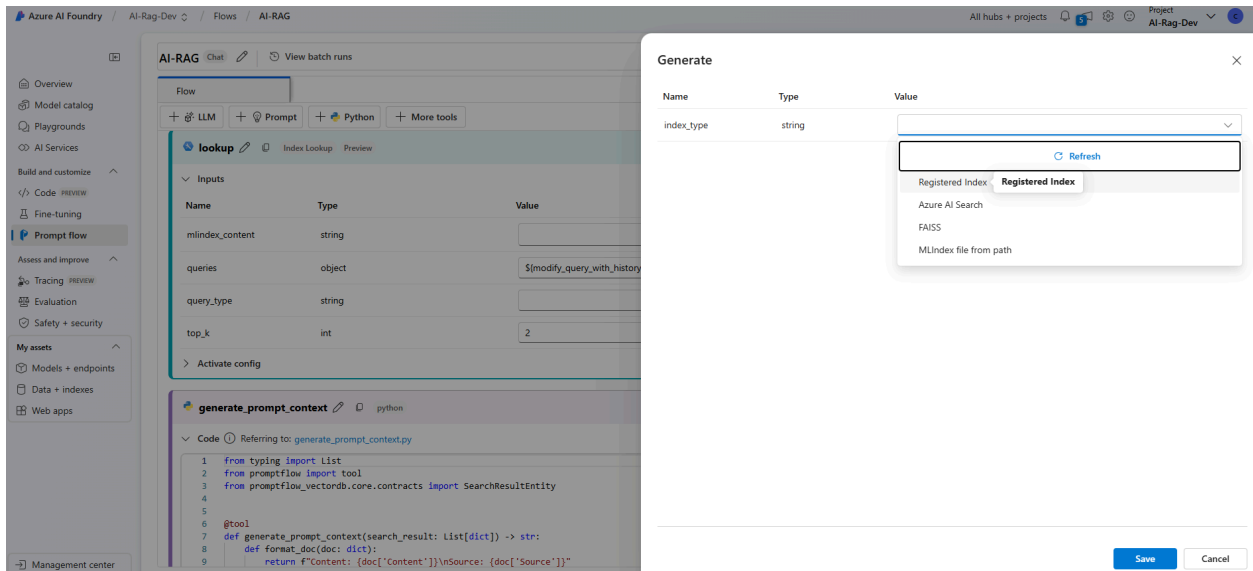 Azure AI Foundry / AI-Rag-Dev / Flows / AI-RAG
All hubs + projects 5 Project
AI-Rag-Dev C
Overview
Model catalog
Playgrounds
AI Services
Build and customize
Code PREVIEW
Fine-tuning
Prompt flow
Assess and improve
Tracing PREVIEW
Evaluation
Safety + security
My assets
Models + endpoints
Data + indexes
Web apps
Management center
AI-RAG Chat View batch runs
Flow
+ LLM + Prompt + Python + More tools
lookup Index Lookup Preview
Inputs
Name Type Value
mlindex_content string
queries object ${modify_query_with_history
query_type string
top_k int 2
Activate config
generate_prompt_context python
Code Referring to: generate_prompt_context.py
1 from typing import List
2 from promptflow import tool
3 from promptflow_vectordb.core.contracts import SearchResultEntity
4
5
6 @tool
7 def generate_prompt_context(search_result: List[dict]) -> str:
8 def format_doc(doc: dict):
9 return f"Content: {doc['Content']}\nSource: {doc['Source']}"
Generate
Name Type Value
index_type string
Refresh
Registered Index Registered Index
Azure AI Search
FAISS
MLIndex file from path
Save Cancel